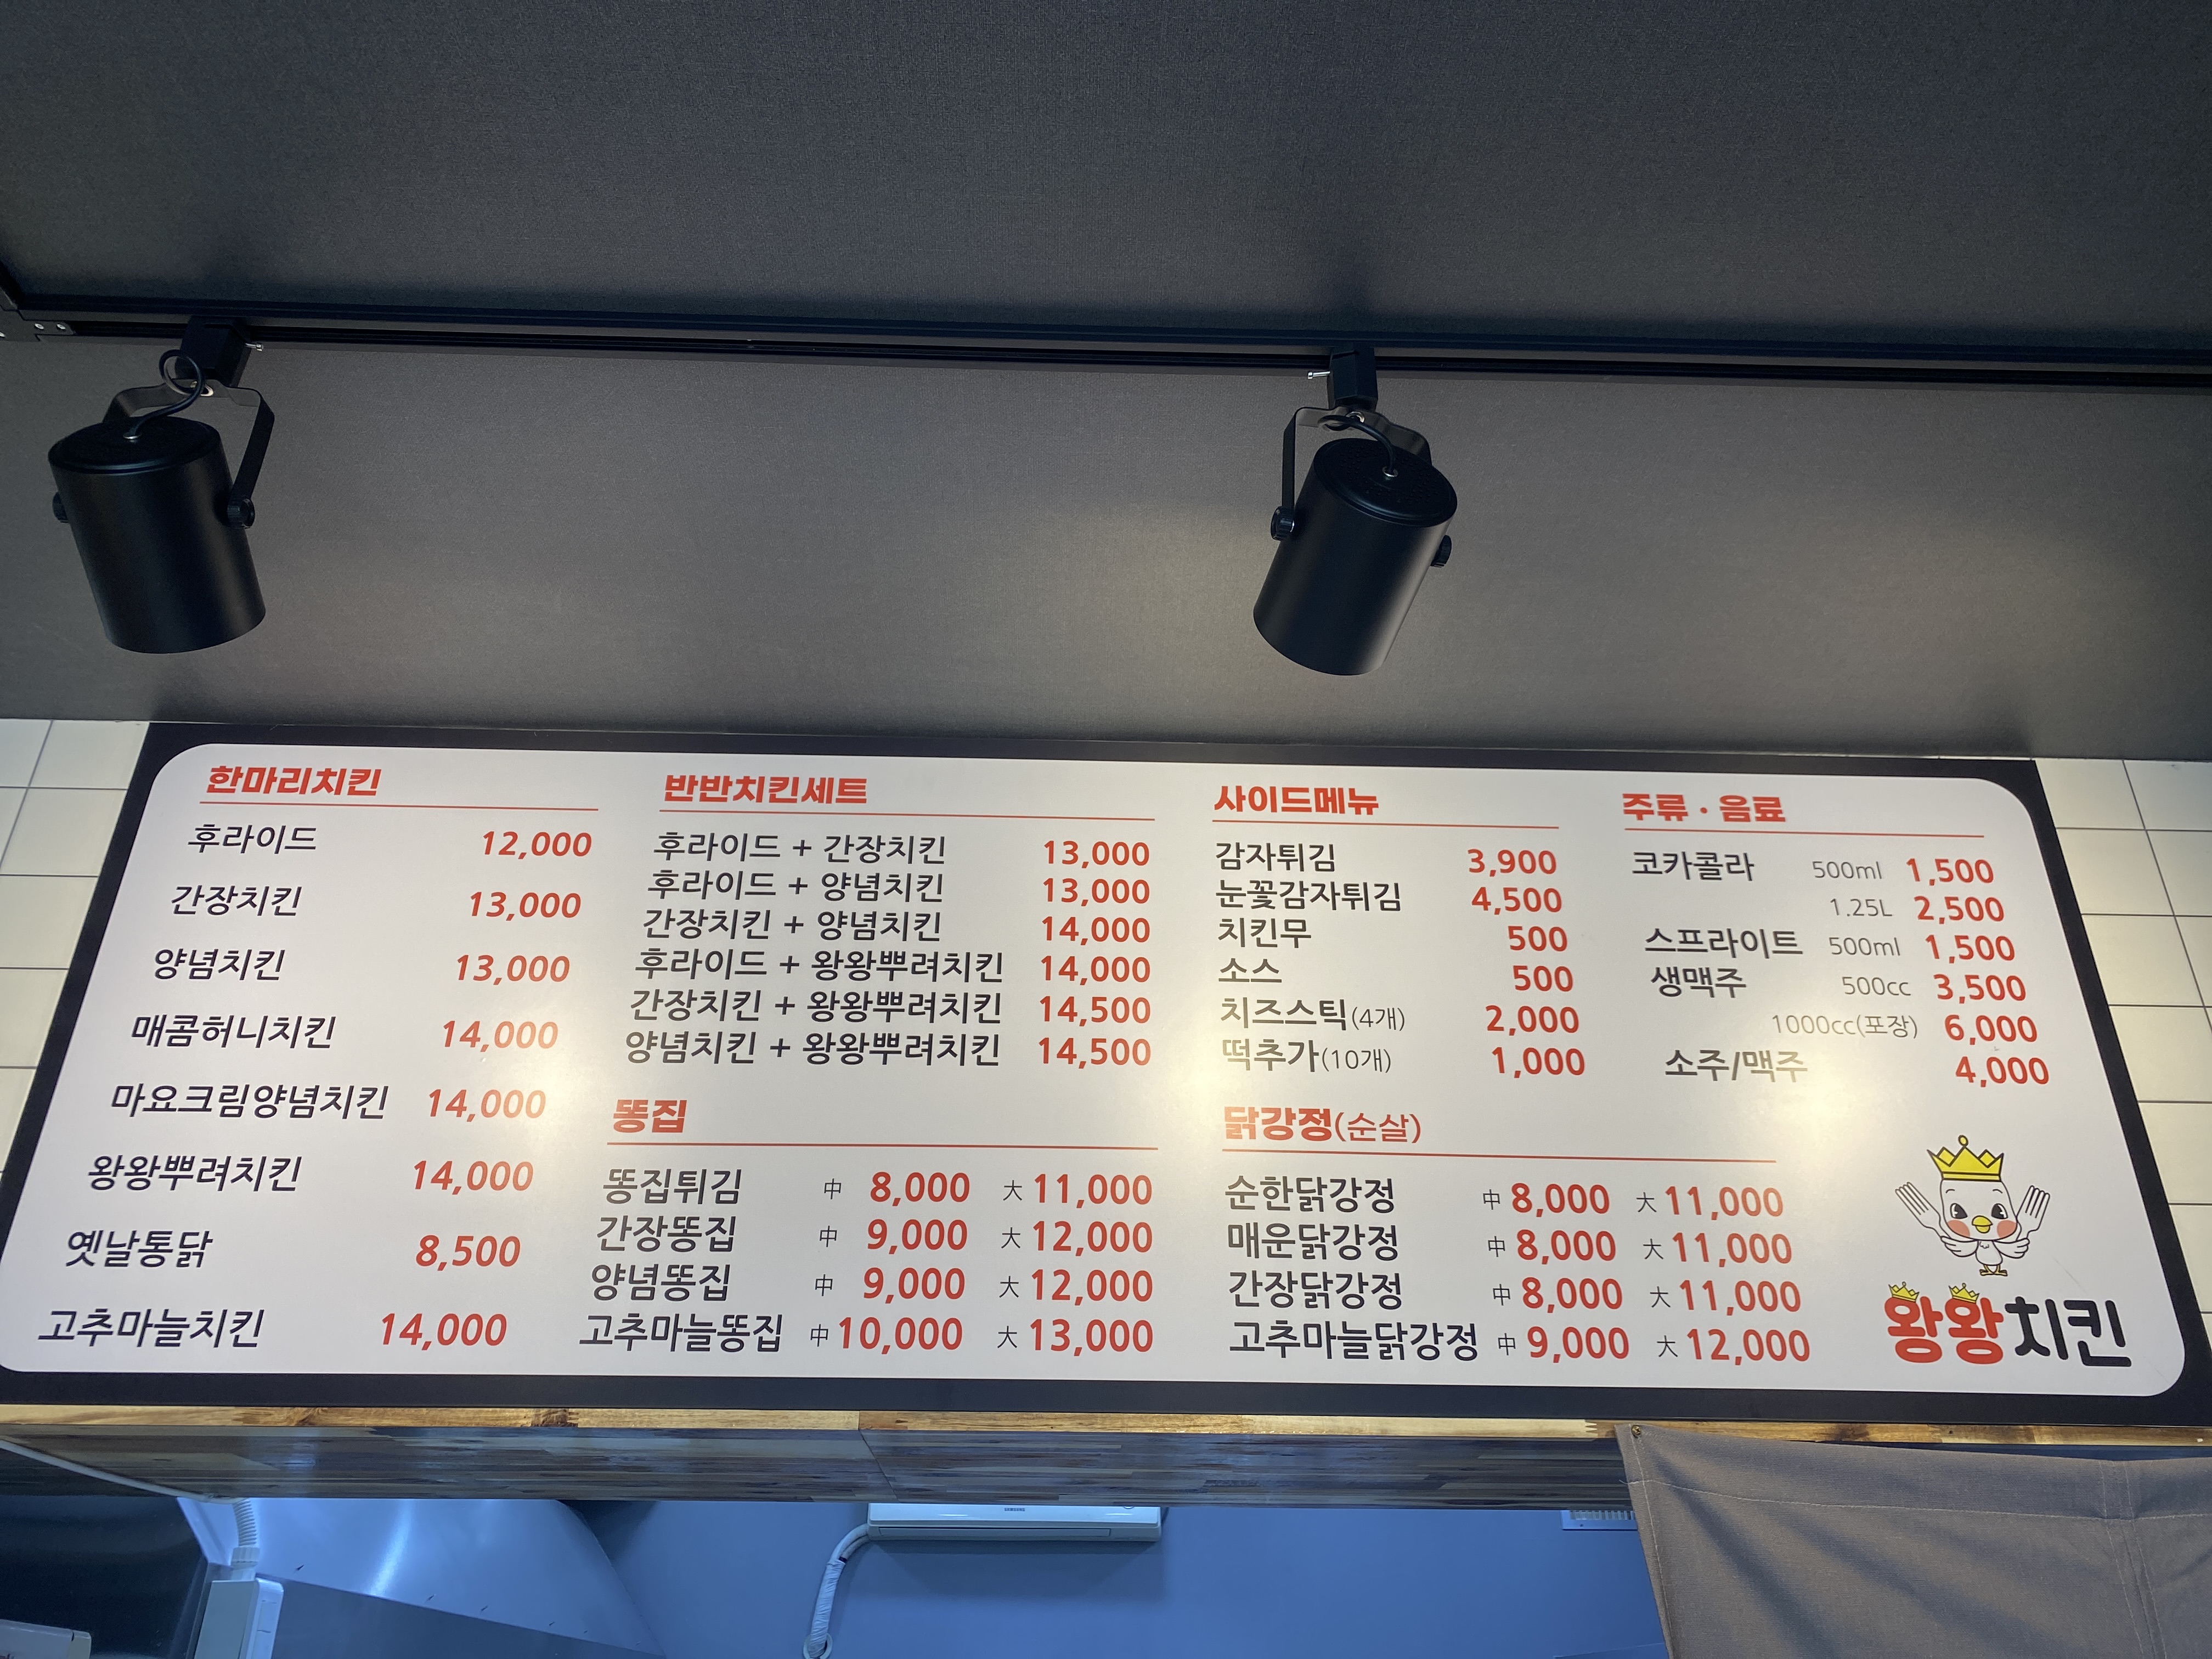 한마리치킨
후라이드 12,000
간장치킨 13,000
양념치킨 13,000
매콤허니치킨 14,000
마요크림양념치킨 14,000
왕왕뿌려치킨 14,000
옛날통닭 8,500
고추마늘치킨 14,000
반반치킨세트
후라이드 + 간장치킨 13,000
후라이드 + 양념치킨 13,000
간장치킨 + 양념치킨 14,000
후라이드 + 왕왕뿌려치킨 14,000
간장치킨 + 왕왕뿌려치킨 14,500
양념치킨 + 왕왕뿌려치킨 14,500
똥집
똥집튀김 中 8,000 大 11,000
간장똥집 中 9,000 大 12,000
양념똥집 中 9,000 大 12,000
고추마늘똥집 中 10,000 大 13,000
사이드메뉴
감자튀김 3,900
눈꽃감자튀김 4,500
치킨무 500
소스 500
치즈스틱(4개) 2,000
떡추가(10개) 1,000
닭강정(순살)
순한닭강정 中 8,000 大 11,000
매운닭강정 中 8,000 大 11,000
간장닭강정 中 8,000 大 11,000
고추마늘닭강정 中 9,000 大 12,000
주류 · 음료
코카콜라 500ml 1,500
1.25L 2,500
스프라이트 500ml 1,500
생맥주 500cc 3,500
1000cc(포장) 6,000
소주/맥주 4,000
왕왕치킨
SAMSUNG